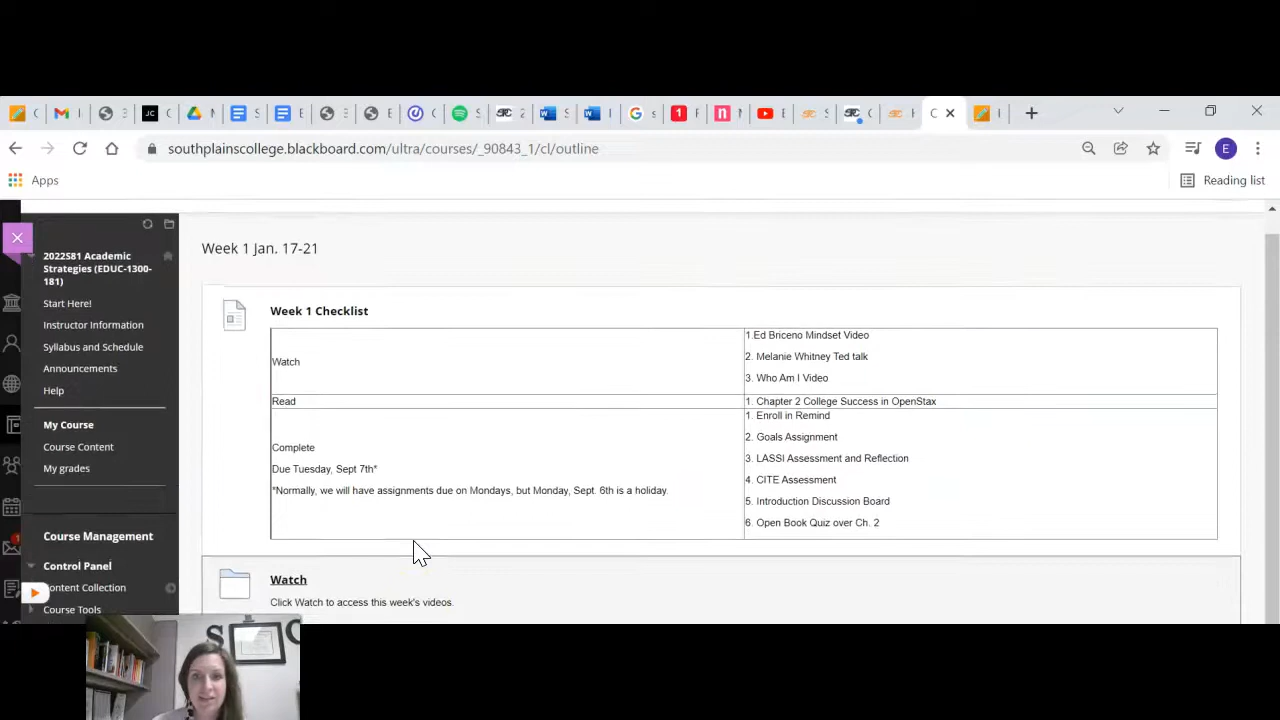 southplainscollege.blackboard.com/ultra/courses/_90843_1/cl/outline
E
Apps
Reading list
2022S81 Academic
Strategies (EDUC-1300-
181)
Start Here!
Instructor Information
Syllabus and Schedule
Announcements
Help
My Course
Course Content
My grades
Course Management
Control Panel
ontent Collection
Course Tools
Week 1 Jan. 17-21
Week 1 Checklist
Watch
1.Ed Briceno Mindset Video
2. Melanie Whitney Ted talk
3. Who Am I Video
Read
1. Chapter 2 College Success in OpenStax
Complete
Due Tuesday, Sept 7th*
*Normally, we will have assignments due on Mondays, but Monday, Sept. 6th is a holiday.
1. Enroll in Remind
2. Goals Assignment
3. LASSI Assessment and Reflection
4. CITE Assessment
5. Introduction Discussion Board
6. Open Book Quiz over Ch. 2
Watch
Click Watch to access this week's videos.